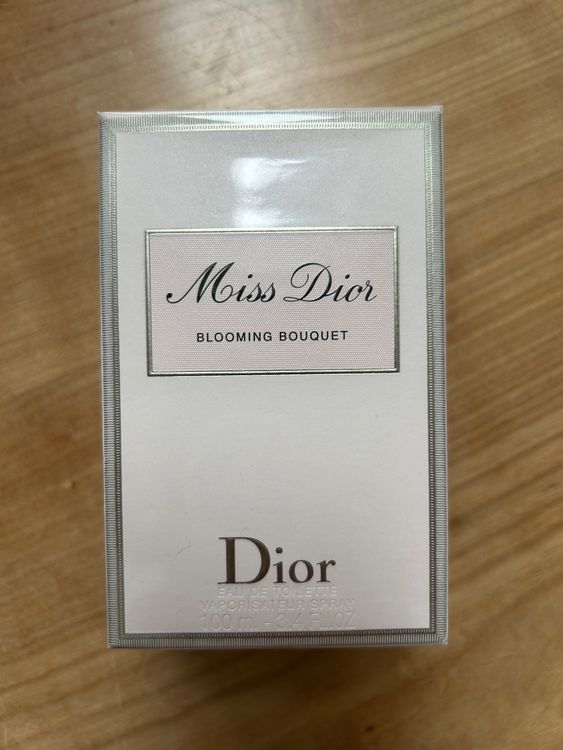 Miss Dior
BLOOMING BOUQUET
Dior
EAU DE TOILETTE
VAPORISATEUR SPRAY
100 ml - 3.4 FL.OZ